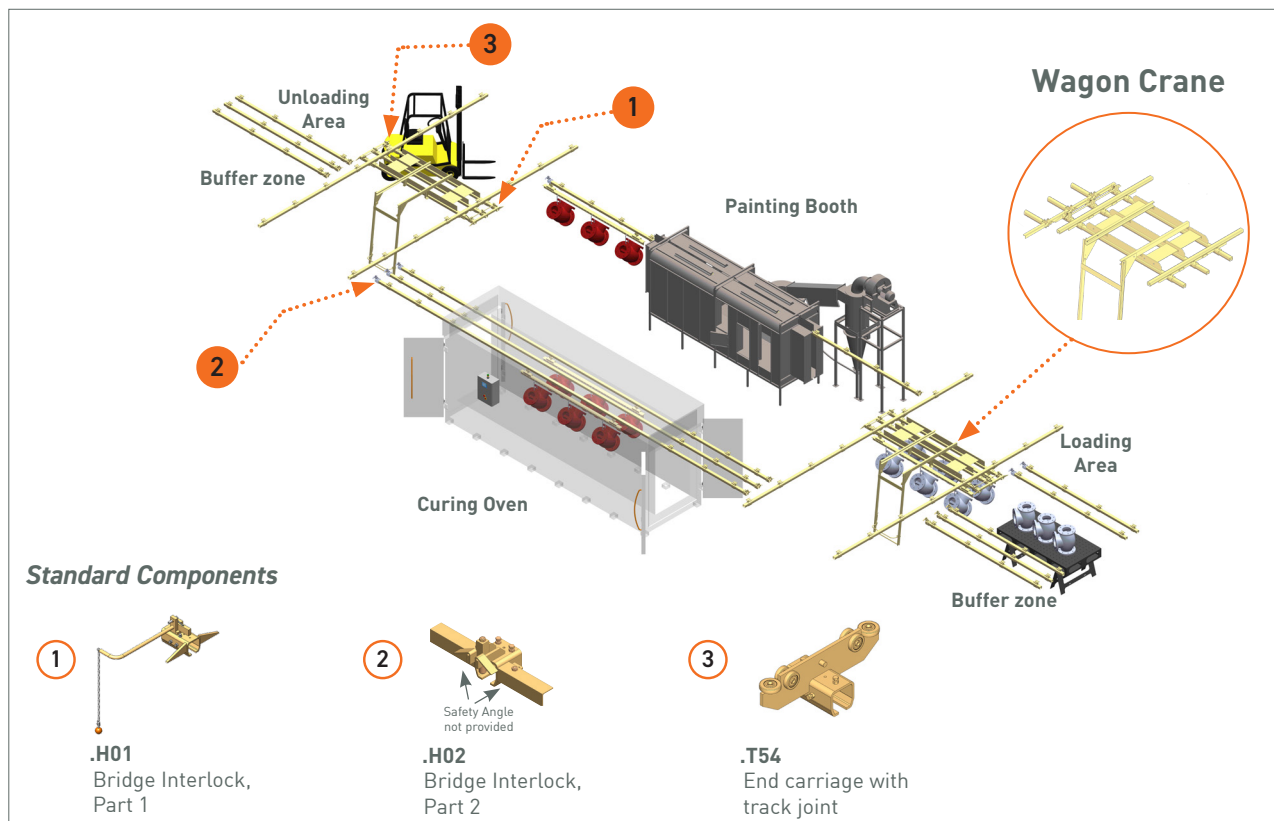 3
Unloading
Area
1
Wagon Crane
Buffer zone
Painting Booth
2
Loading
Area
Curing Oven
Buffer zone
Standard Components
1
2
3
Safety Angle
not provided
.H01
Bridge Interlock,
Part 1
.H02
Bridge Interlock,
Part 2
.T54
End carriage with
track joint